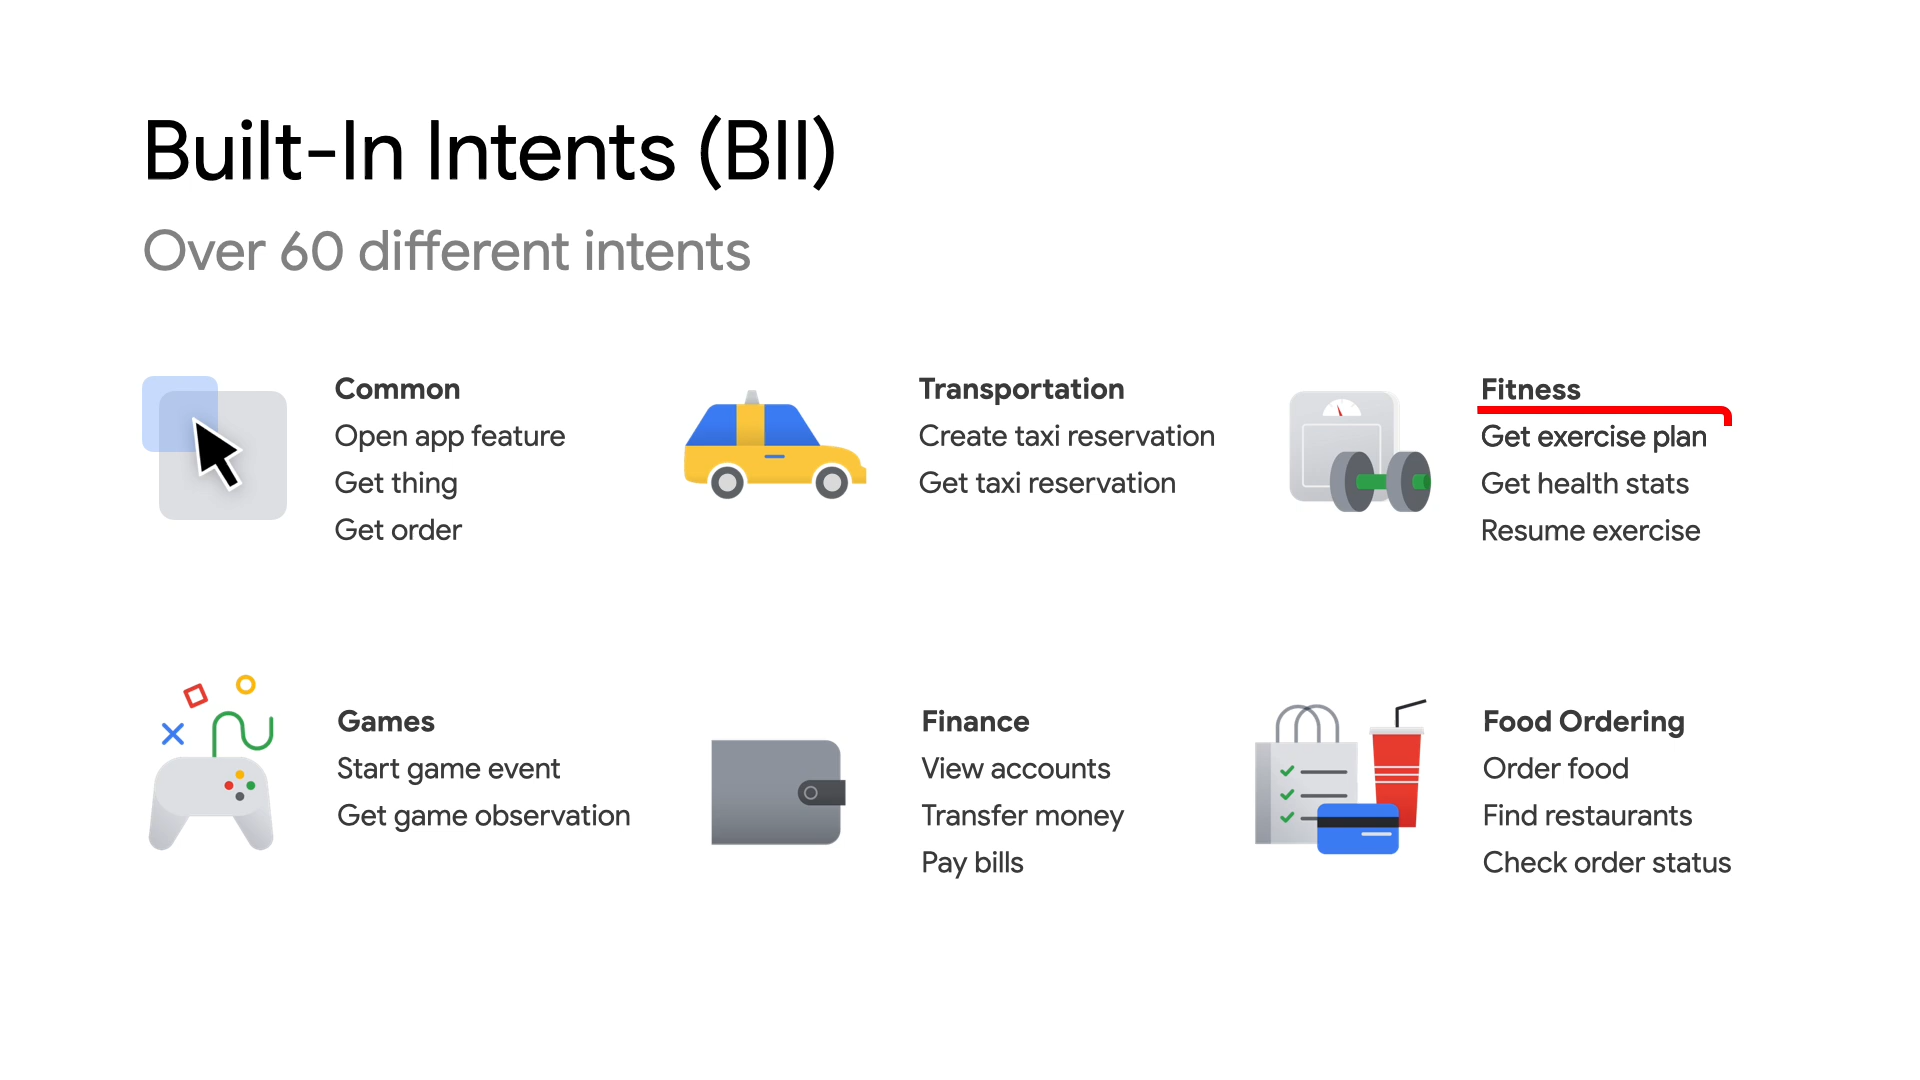 Built-In Intents (BII)
Over 60 different intents
Common
Open app feature
Get thing
Get order
Transportation
Create taxi reservation
Get taxi reservation
Fitness
Get exercise plan
Get health stats
Resume exercise
Games
Start game event
Get game observation
Finance
View accounts
Transfer money
Pay bills
Food Ordering
Order food
Find restaurants
Check order status